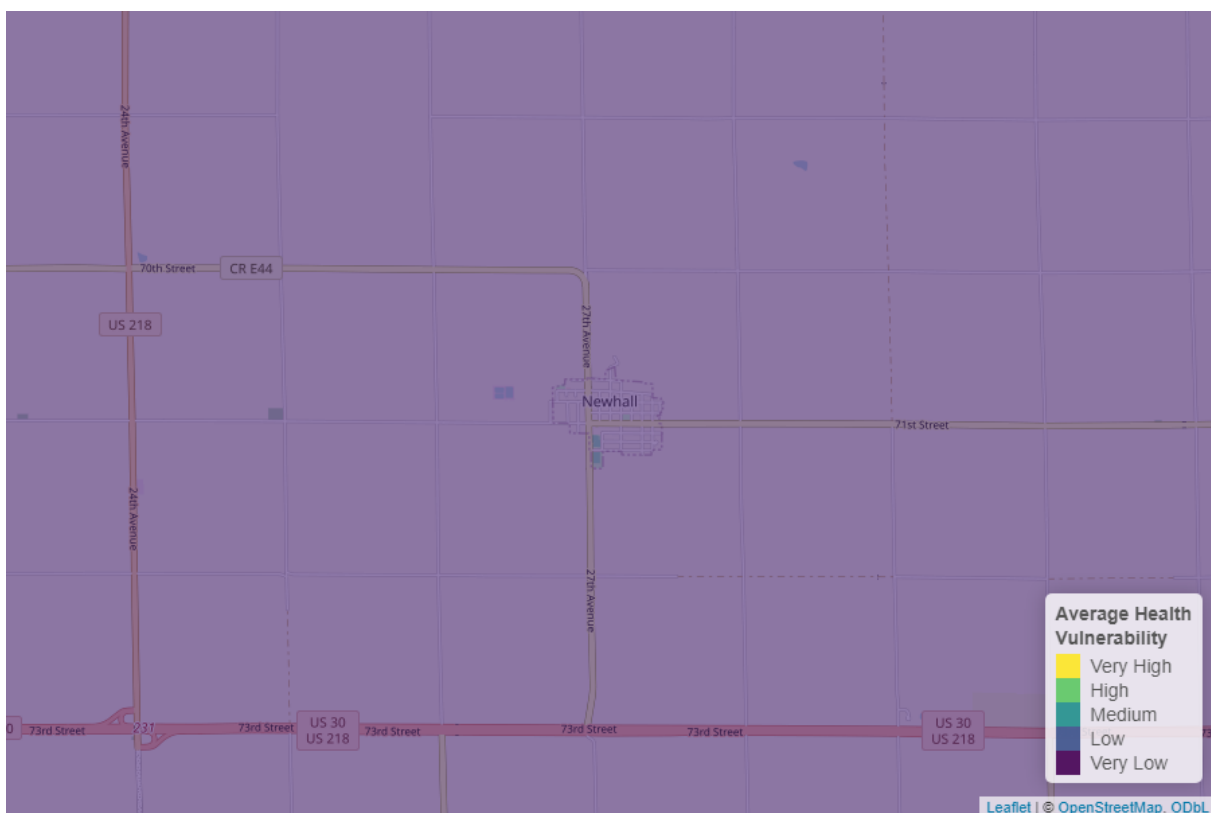 24th Avenue
70th Street
CR E44
US 218
27th Avenue
Newhall
71st Street
24th Avenue
27th Avenue
Average Health
Vulnerability
Very High
High
Medium
Low
Very Low
0
73rd Street
231
73rd Street
US 30
US 218
73rd Street
73rd Street
73rd Street
US 30
US 218
73
Leaflet | © OpenStreetMap, ODbL